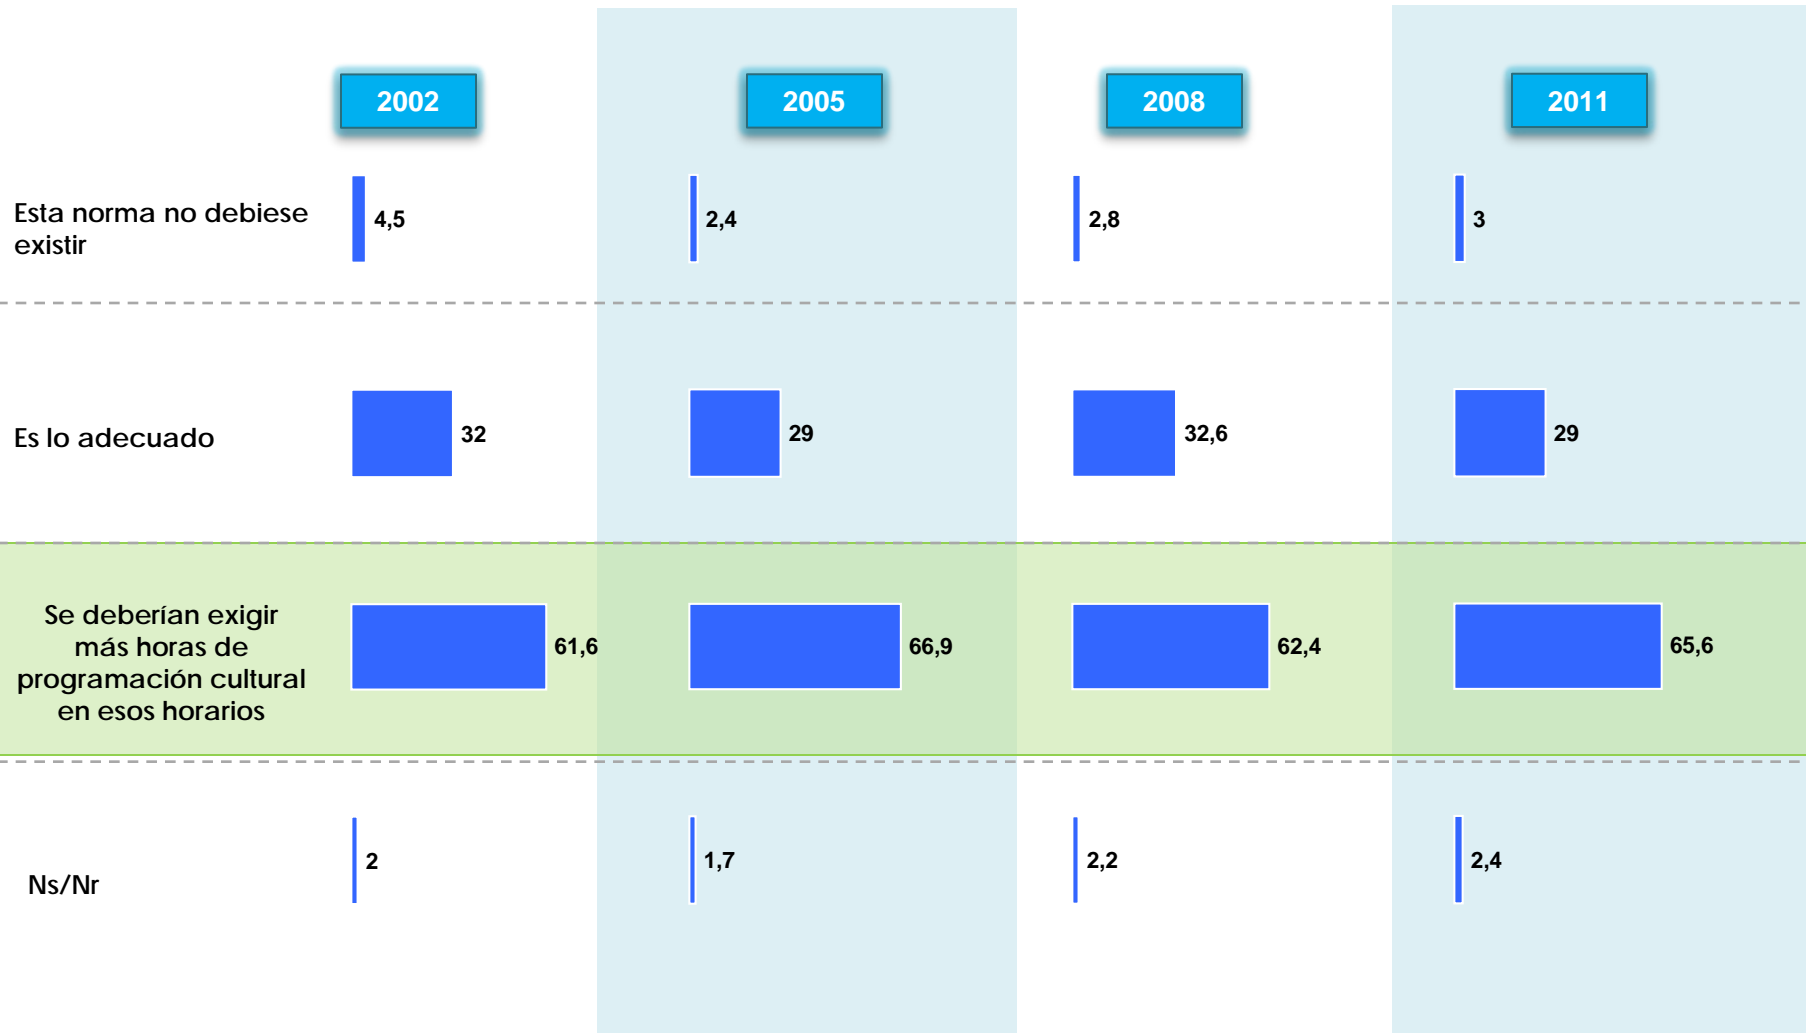 2002
2005
2008
2011
Esta norma no debiese
existir
4,5
2,4
2,8
3
Es lo adecuado
32
29
32,6
29
Se deberían exigir
más horas de
programación cultural
en esos horarios
61,6
66,9
62,4
65,6
Ns/Nr
2
1,7
2,2
2,4